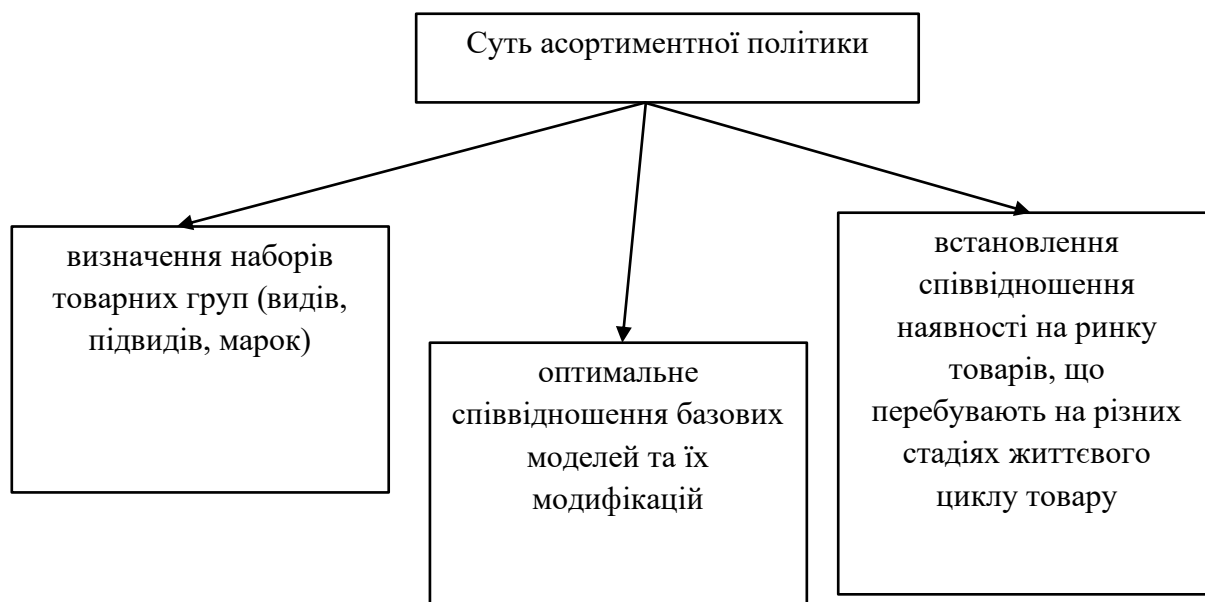 Суть асортиментної політики
визначення наборів
товарних груп (видів,
підвидів, марок)
оптимальне
співвідношення базових
моделей та їх
модифікацій
встановлення
співвідношення
наявності на ринку
товарів, що
перебувають на різних
стадіях життєвого
циклу товару